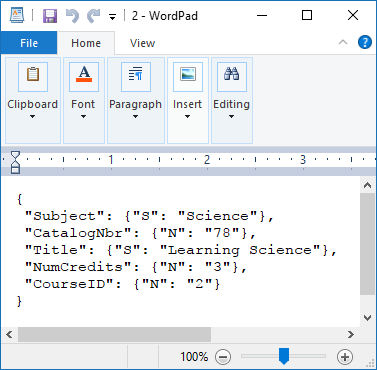 2 - WordPad
File Home View
Clipboard Font Paragraph Insert Editing
1 2 3
{
"Subject": {"S": "Science"},
"CatalogNbr": {"N": "78"},
"Title": {"S": "Learning Science"},
"NumCredits": {"N": "3"},
"CourseID": {"N": "2"}
}
100%